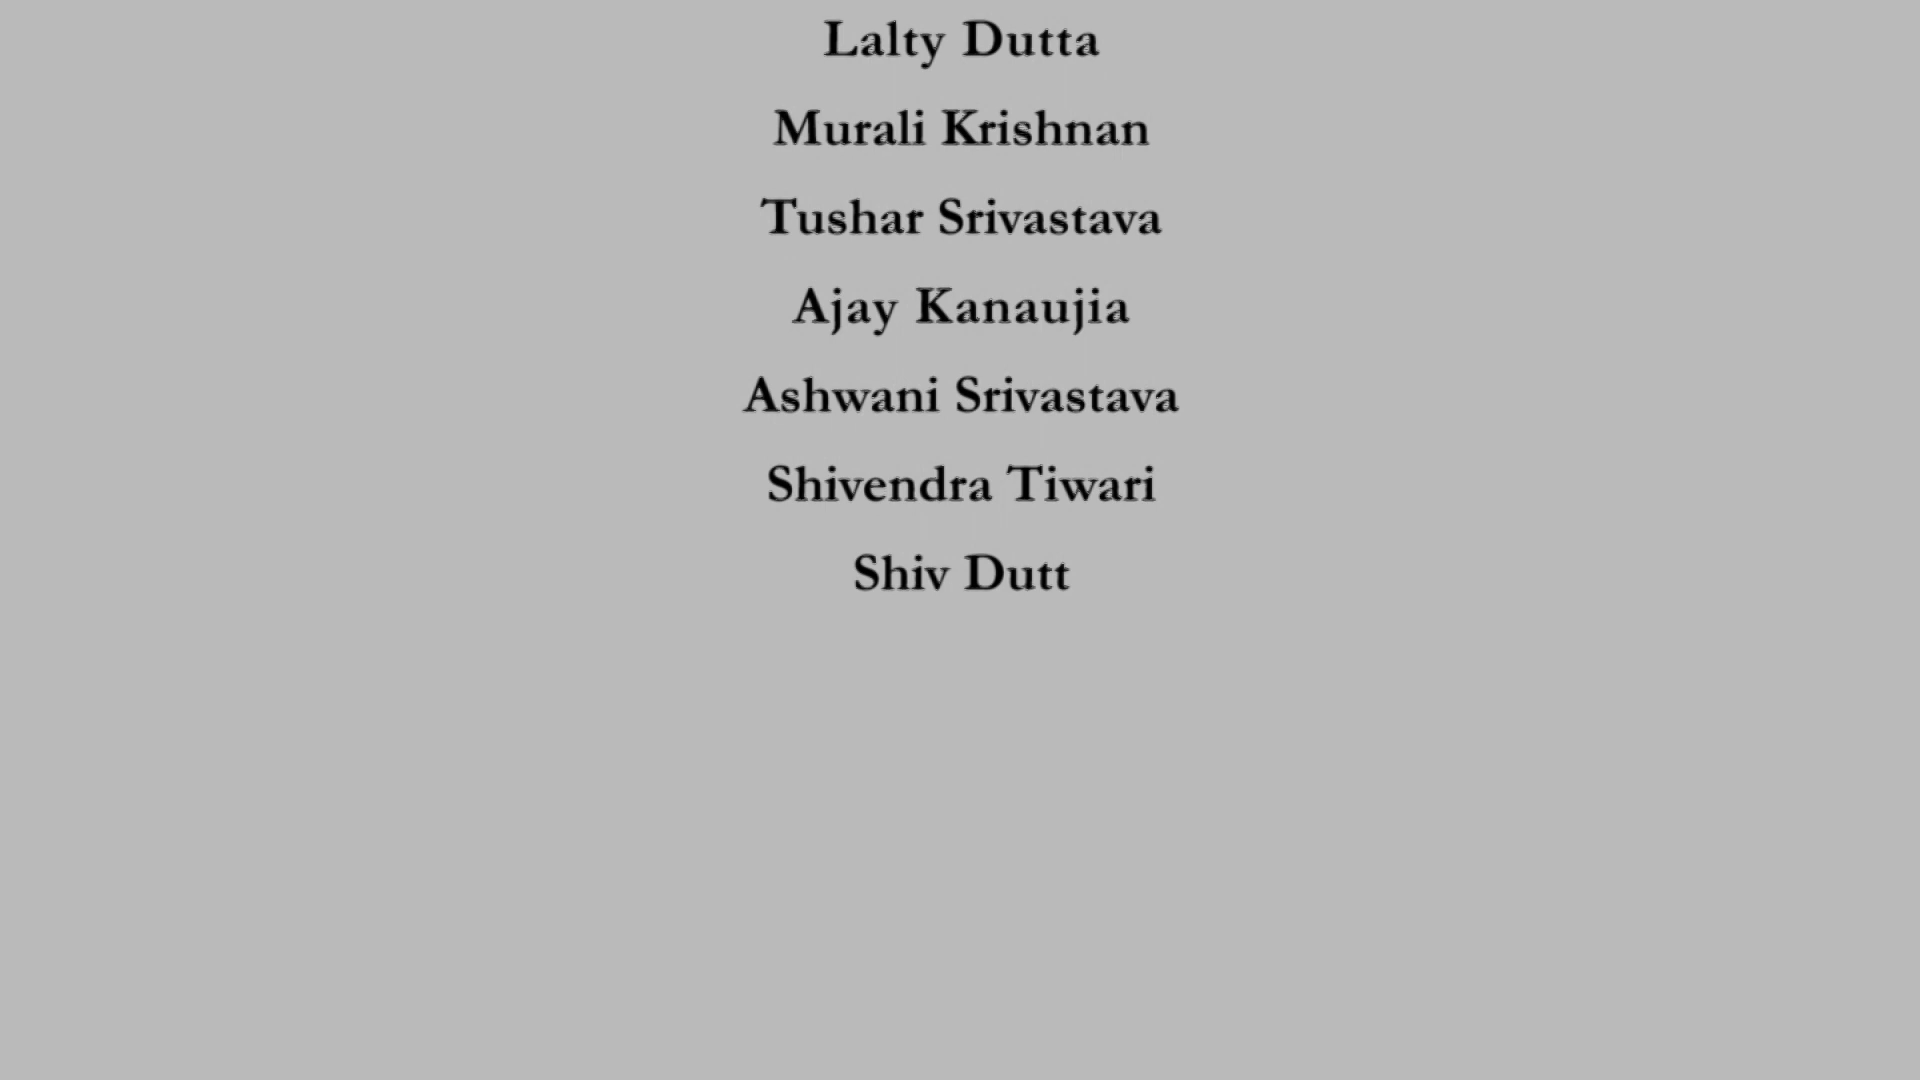 Lalty Dutta
Murali Krishnan
Tushar Srivastava
Ajay Kanaujia
Ashwani Srivastava
Shivendra Tiwari
Shiv Dutt